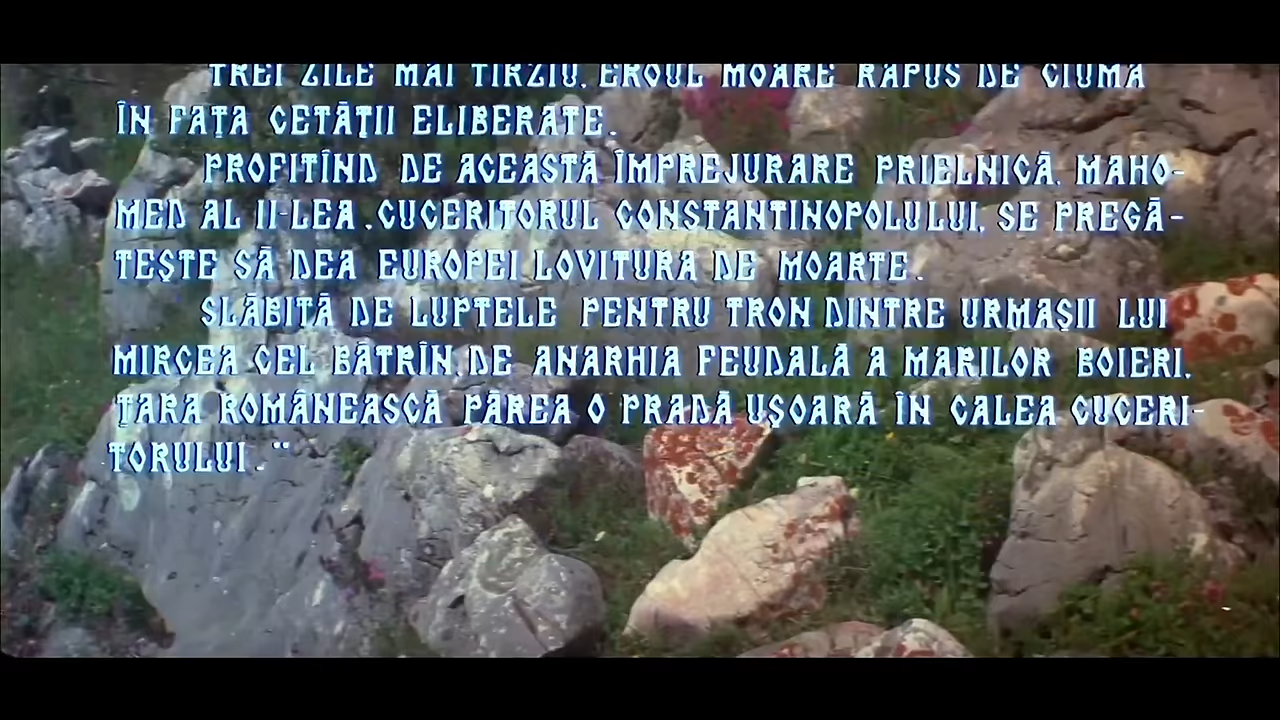 TREI ZILE MAI TÎRZIU, EROUL MOARE RĂPUS DE CIUMĂ
ÎN FAȚA CETĂȚII ELIBERATE.
PROFITÎND DE ACEASTĂ ÎMPREJURARE PRIELNICĂ, MAHO-
MED AL II-LEA, CUCERITORUL CONSTANTINOPOLULUI, SE PREGĂ-
TEȘTE SĂ DEA EUROPEI LOVITURA DE MOARTE.
SLĂBITĂ DE LUPTELE PENTRU TRON DINTRE URMAȘII LUI
MIRCEA CEL BĂTRÎN, DE ANARHIA FEUDALĂ A MARILOR BOIERI,
ȚARA ROMÂNEASCĂ PĂREA O PRADĂ UȘOARĂ ÎN CALEA CUCERI-
TORULUI."